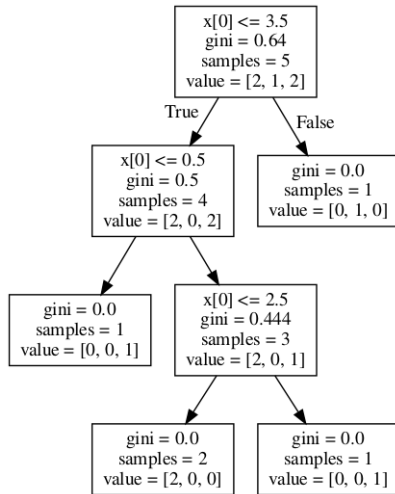 x[0] <= 3.5
gini = 0.64
samples = 5
value = [2, 1, 2]
True
False
x[0] <= 0.5
gini = 0.5
samples = 4
value = [2, 0, 2]
gini = 0.0
samples = 1
value = [0, 1, 0]
gini = 0.0
samples = 1
value = [0, 0, 1]
x[0] <= 2.5
gini = 0.444
samples = 3
value = [2, 0, 1]
gini = 0.0
samples = 2
value = [2, 0, 0]
gini = 0.0
samples = 1
value = [0, 0, 1]